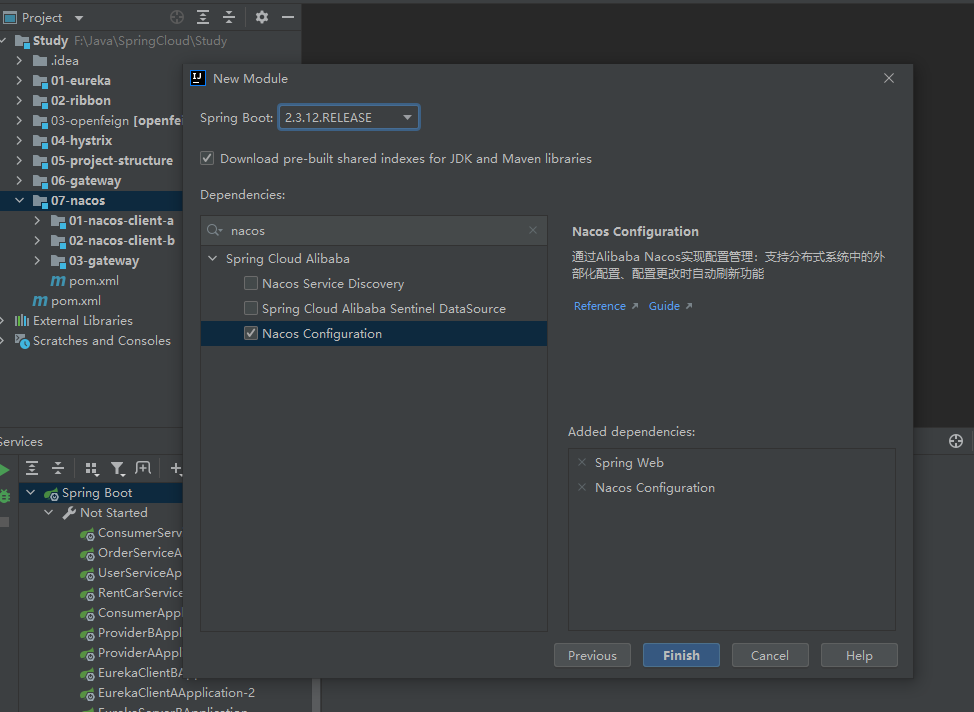 Project
Study F:\Java\SpringCloud\Study
.idea
01-eureka
02-ribbon
03-openfeign [openfei
04-hystrix
05-project-structure
06-gateway
07-nacos
01-nacos-client-a
02-nacos-client-b
03-gateway
pom.xml
pom.xml
External Libraries
Scratches and Consoles
New Module
Spring Boot: 2.3.12.RELEASE
Download pre-built shared indexes for JDK and Maven libraries
Dependencies:
nacos
Spring Cloud Alibaba
Nacos Service Discovery
Spring Cloud Alibaba Sentinel DataSource
Nacos Configuration
Nacos Configuration
通过Alibaba Nacos实现配置管理：支持分布式系统中的外
部化配置、配置更改时自动刷新功能
Reference Guide
Added dependencies:
Spring Web
Nacos Configuration
Previous Finish Cancel Help
Services
Spring Boot
Not Started
ConsumerServ
OrderServiceA
UserServiceAp
RentCarService
ConsumerAppl
ProviderBAppl
ProviderAAppl
EurekaClientBA
EurekaClientAApplication-2
EurekaServerBApplication